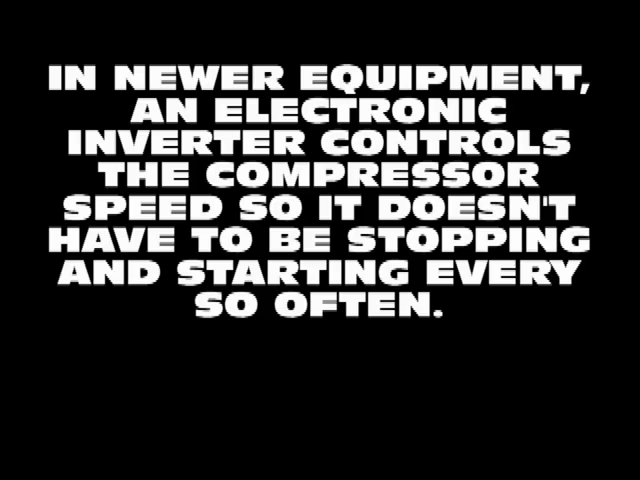 IN NEWER EQUIPMENT,
AN ELECTRONIC
INVERTER CONTROLS
THE COMPRESSOR
SPEED SO IT DOESN'T
HAVE TO BE STOPPING
AND STARTING EVERY
SO OFTEN.